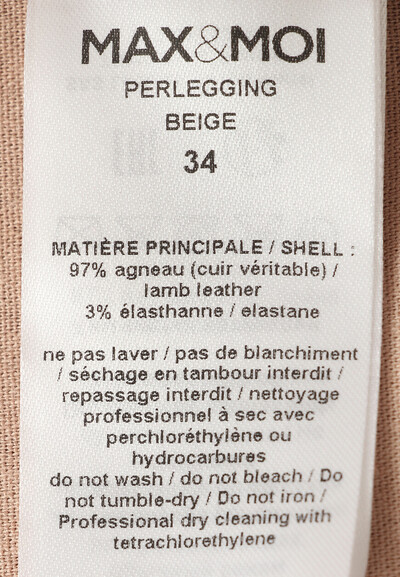 MAX&MOI
PERLEGGING
BEIGE
34
MATIÈRE PRINCIPALE / SHELL :
97% agneau (cuir véritable) /
lamb leather
3% élasthanne / elastane
ne pas laver / pas de blanchiment
/ séchage en tambour interdit /
repassage interdit / nettoyage
professionnel à sec avec
perchloréthylène ou
hydrocarbures
do not wash / do not bleach / Do
not tumble-dry / Do not iron /
Professional dry cleaning with
tetrachlorethylene